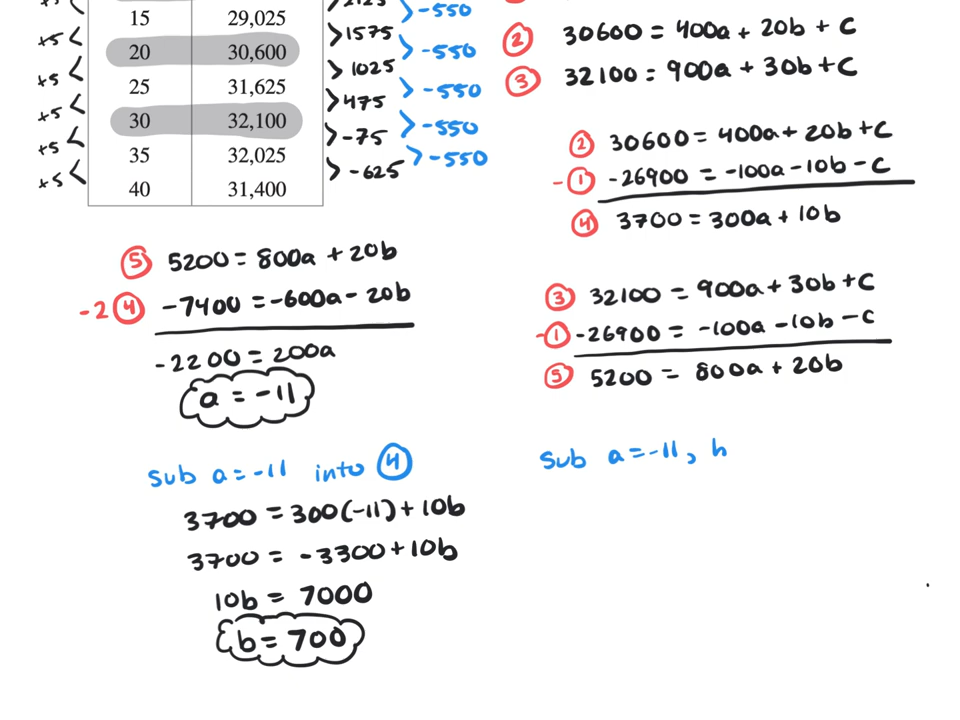 15 29,025
20 30,600
25 31,625
30 32,100
35 32,025
40 31,400
+5 <
+5 <
+5 <
+5 <
+5 <
> 1575
> 1025
> 475
> -75
> -625
> -550
> -550
> -550
> -550
> -550
② 30600 = 400a + 20b + c
③ 32100 = 900a + 30b + c
② 30600 = 400a + 20b + c
-① -26900 = -100a - 10b - c
④ 3700 = 300a + 10b
③ 32100 = 900a + 30b + c
-① -26900 = -100a - 10b - c
⑤ 5200 = 800a + 20b
⑤ 5200 = 800a + 20b
-2④ -7400 = -600a - 20b
-2200 = 200a
a = -11
sub a = -11 into ④
3700 = 300(-11) + 10b
3700 = -3300 + 10b
10b = 7000
b = 700
sub a = -11,